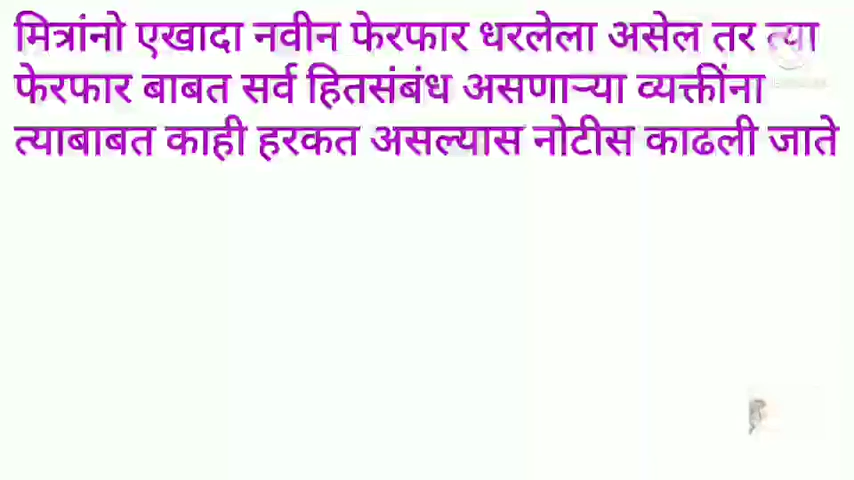 मित्रांनो एखादा नवीन फेरफार धरलेला असेल तर त्या
फेरफार बाबत सर्व हितसंबंध असणाऱ्या व्यक्तींना
त्याबाबत काही हरकत असल्यास नोटीस काढली जाते